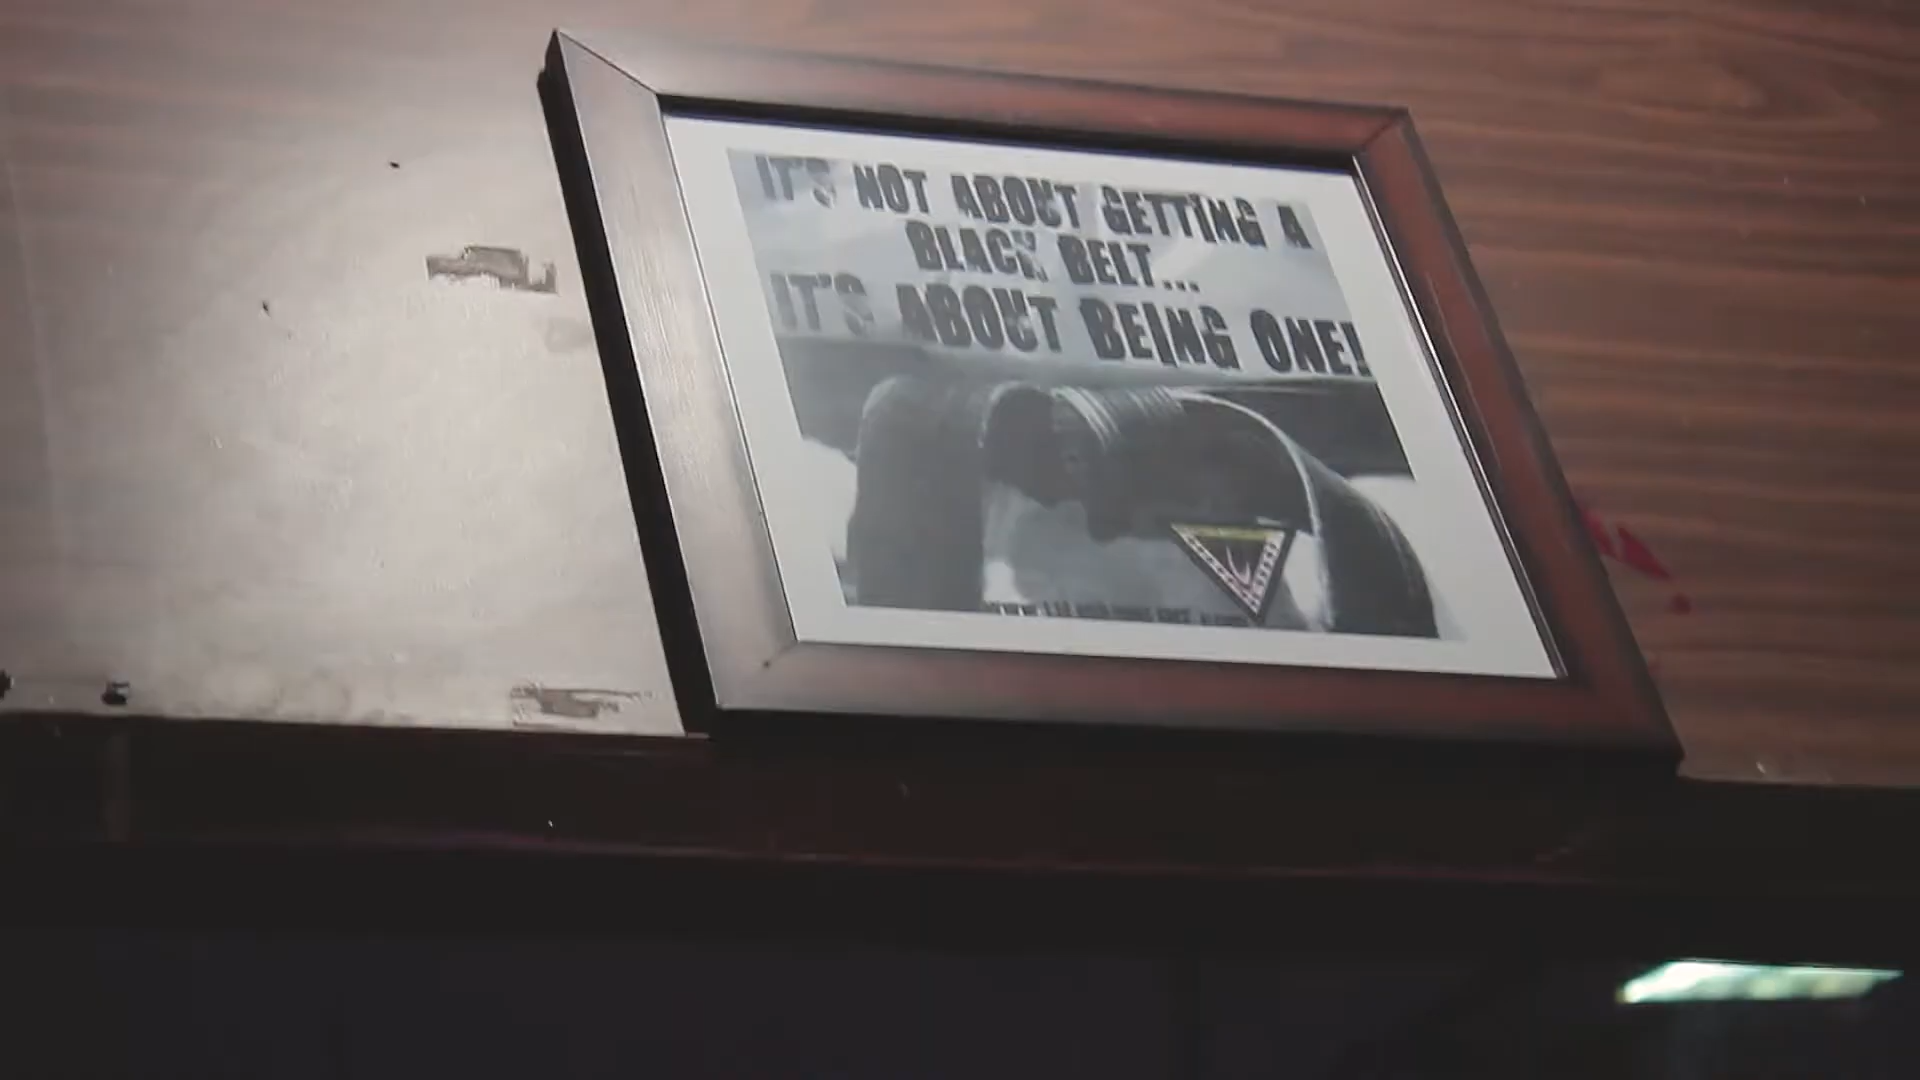 IT'S NOT ABOUT GETTING A
BLACK BELT...
IT'S ABOUT BEING ONE!